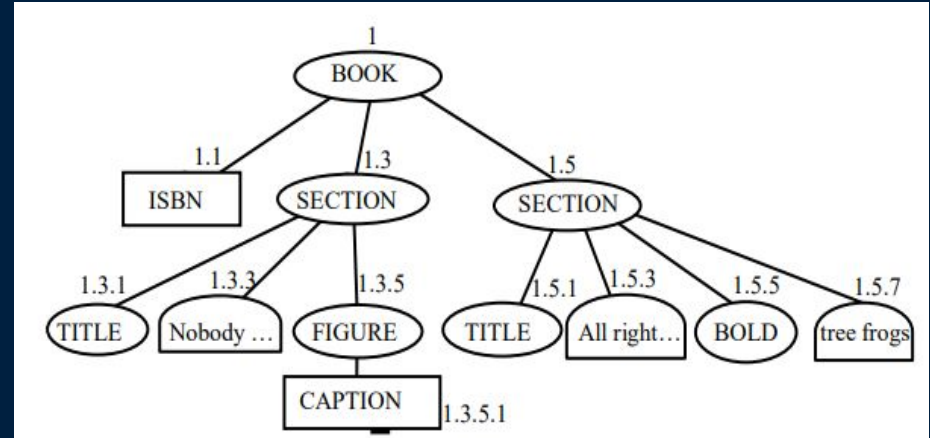 1
BOOK
1.1
1.3
1.5
ISBN
SECTION
SECTION
1.3.1
1.3.3
1.3.5
1.5.1
1.5.3
1.5.5
1.5.7
TITLE
Nobody ...
FIGURE
TITLE
All right...
BOLD
tree frogs
CAPTION
1.3.5.1